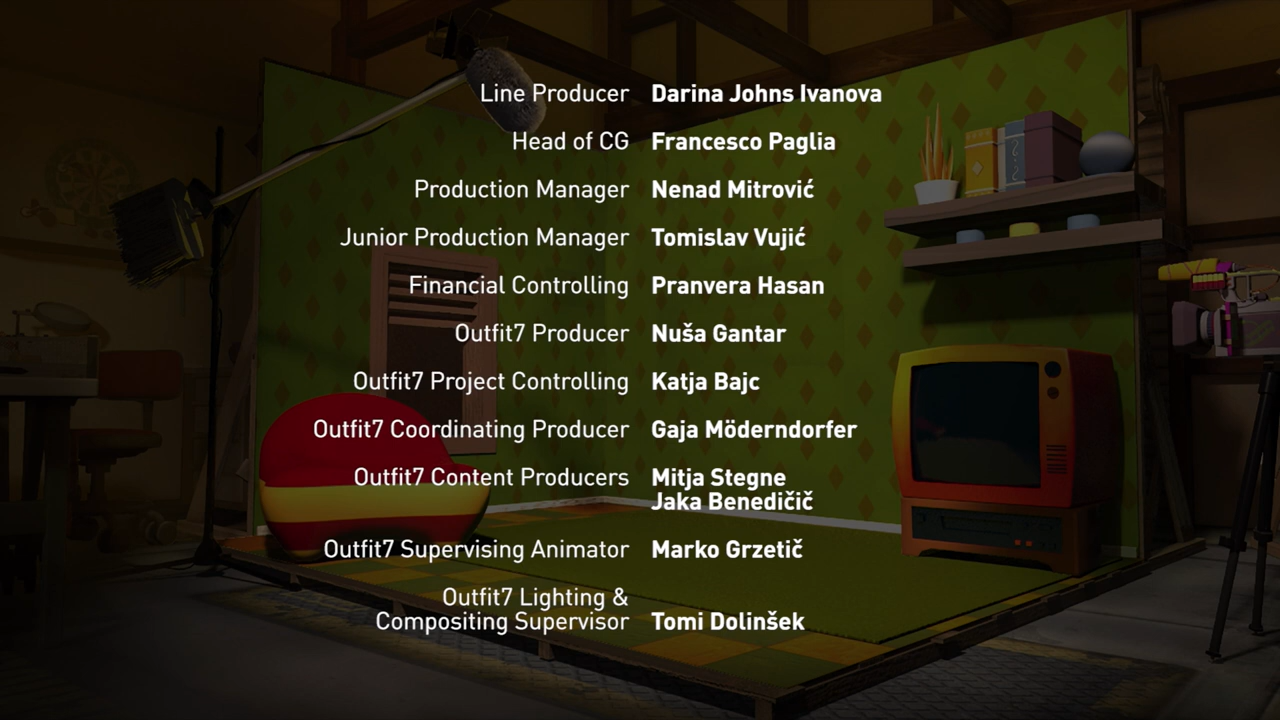 Line Producer Darina Johns Ivanova
Head of CG Francesco Paglia
Production Manager Nenad Mitrović
Junior Production Manager Tomislav Vujić
Financial Controlling Pranvera Hasan
Outfit7 Producer Nuša Gantar
Outfit7 Project Controlling Katja Bajc
Outfit7 Coordinating Producer Gaja Möderndorfer
Outfit7 Content Producers Mitja Stegne
Jaka Benedičič
Outfit7 Supervising Animator Marko Grzetič
Outfit7 Lighting &
Compositing Supervisor Tomi Dolinšek